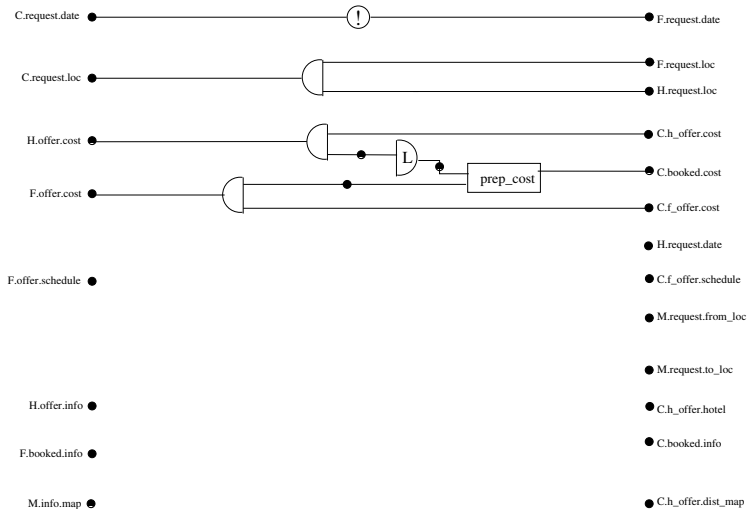 C.request.date
!
F.request.date
C.request.loc
F.request.loc
H.request.loc
H.offer.cost
C.h_offer.cost
L
prep_cost
C.booked.cost
F.offer.cost
C.f_offer.cost
H.request.date
F.offer.schedule
C.f_offer.schedule
M.request.from_loc
M.request.to_loc
H.offer.info
C.h_offer.hotel
F.booked.info
C.booked.info
M.info.map
C.h_offer.dist_map